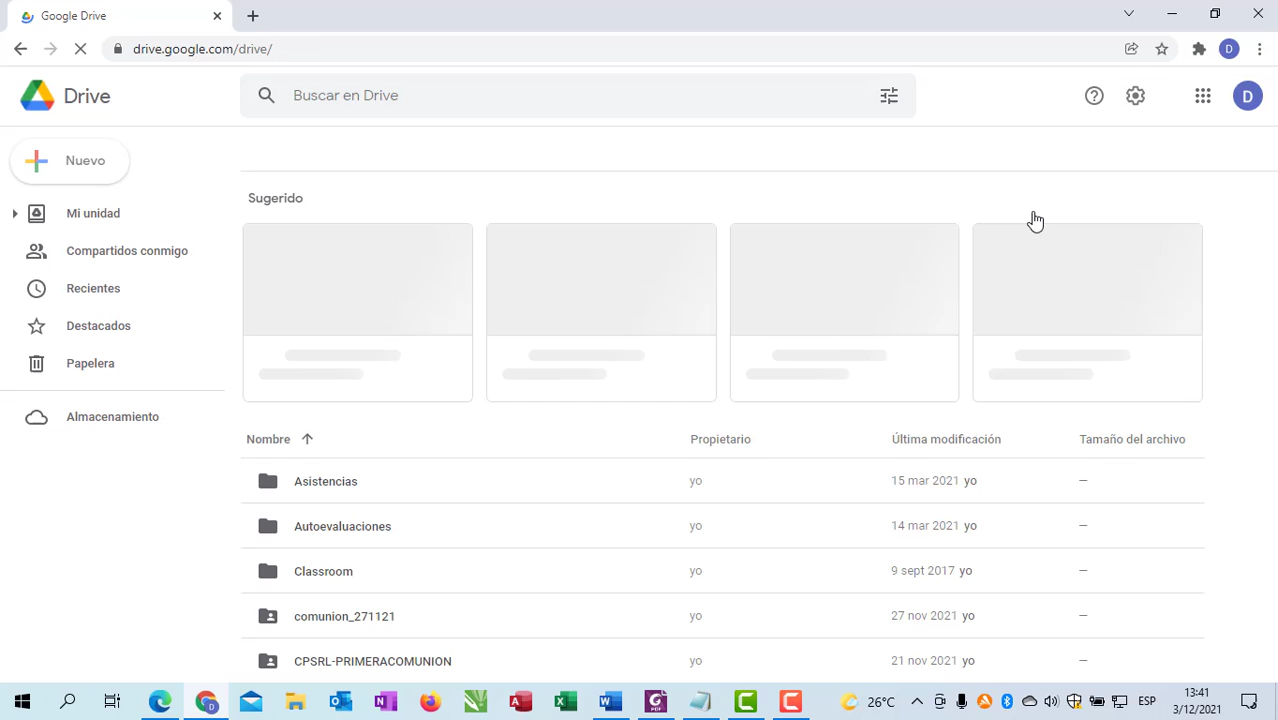 Google Drive
drive.google.com/drive/
D
Drive
Buscar en Drive
D
Nuevo
Mi unidad
Compartidos conmigo
Recientes
Destacados
Papelera
Almacenamiento
Sugerido
Nombre Propietario Última modificación Tamaño del archivo
Asistencias yo 15 mar 2021 yo —
Autoevaluaciones yo 14 mar 2021 yo —
Classroom yo 9 sept 2017 yo —
comunion_271121 yo 27 nov 2021 yo —
CPSRL-PRIMERACOMUNION yo 21 nov 2021 yo —
26°C ESP 13:41
3/12/2021